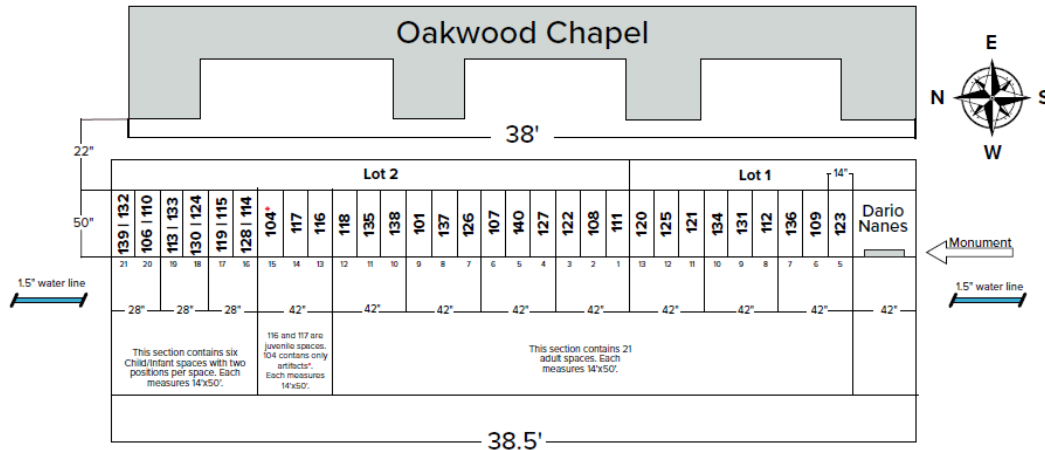 Oakwood Chapel
E
N S
W
38'
22"
Lot 2 Lot 1 14"
50"
139 | 132
106 | 110
113 | 133
130 | 124
119 | 115
128 | 114
104*
117
116
118
135
138
101
137
126
107
140
127
122
108
111
120
125
121
134
131
112
136
109
123
Dario
Nanes
Monument
21 20 19 18 17 16 15 14 13 12 11 10 9 8 7 6 5 4 3 2 1 13 12 11 10 9 8 7 6 5
1.5" water line
1.5" water line
28" 28" 28" 42" 42" 42" 42" 42" 42" 42" 42" 42"
This section contains six
Child/Infant spaces with two
positions per space. Each
measures 14'x50'.
116 and 117 are
juvenile spaces.
104 contans only
artifacts*.
Each measures
14'x50'.
This section contains 21
adult spaces. Each
measures 14'x50'.
38.5'